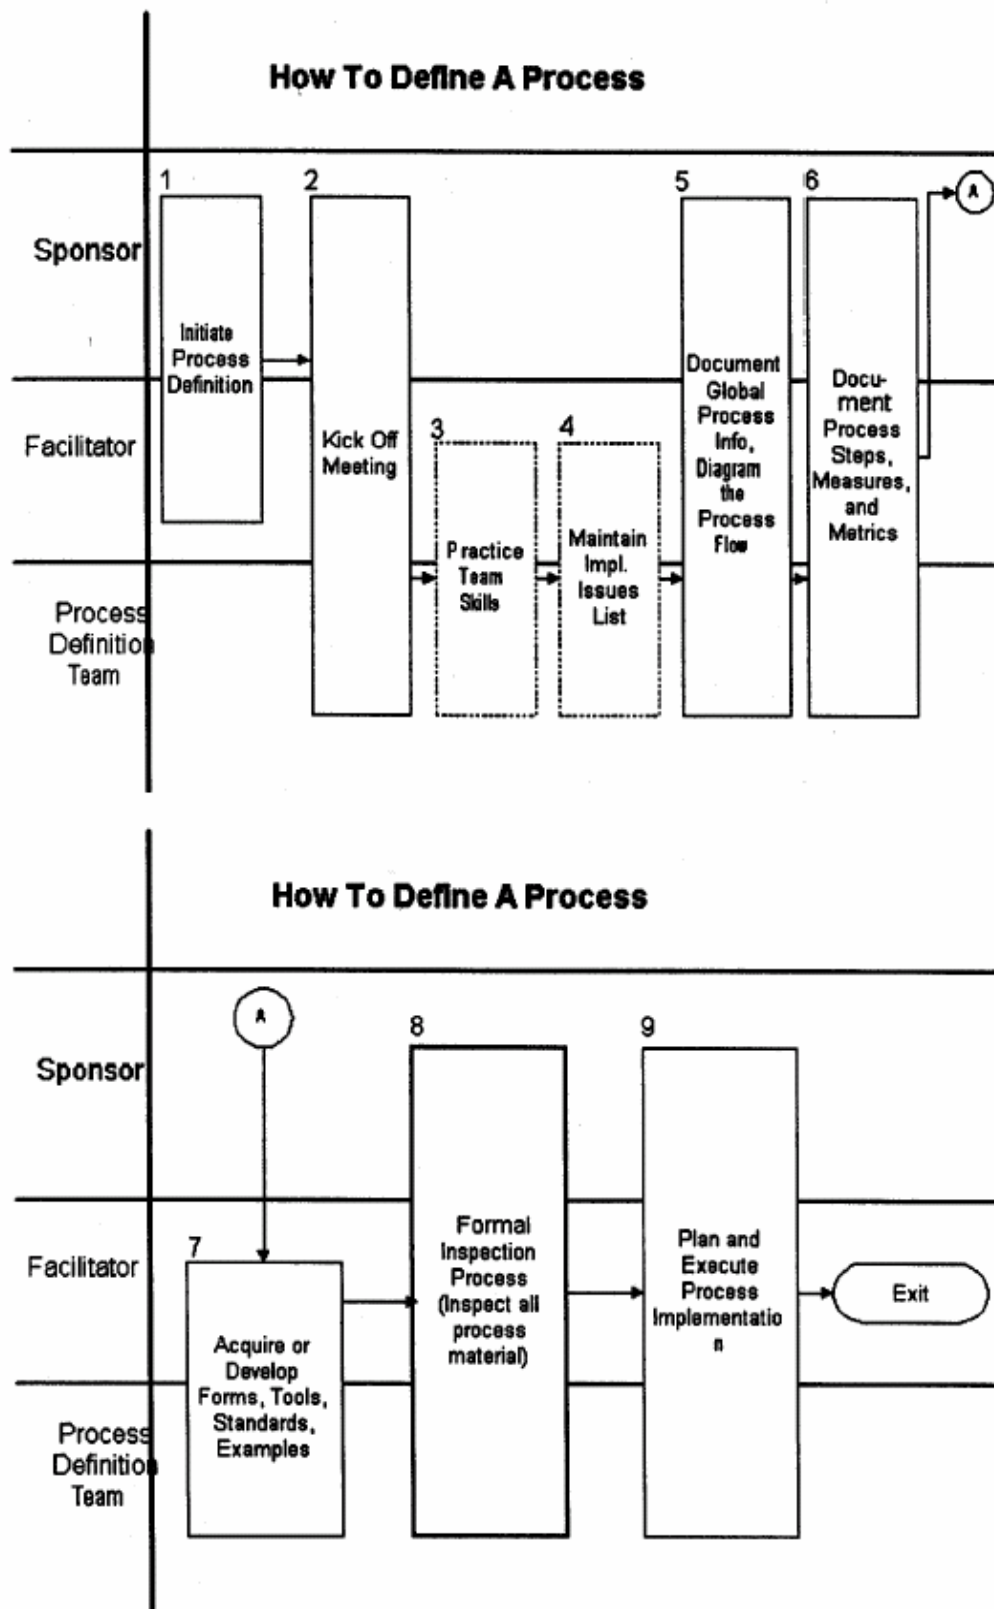 How To Define A Process
1
2
5
6
A
Sponsor
Initiate
Process
Definition
Document
Global
Process
Info,
Diagram
the
Process
Flow
Docu-
ment
Process
Steps,
Measures,
and
Metrics
Facilitator
Kick Off
Meeting
3
4
Practice
Team
Skills
Maintain
Impl.
Issues
List
Process
Definition
Team
How To Define A Process
A
8
9
Sponsor
Facilitator
7
Formal
Inspection
Process
(Inspect all
process
material)
Plan and
Execute
Process
Implementatio
n
Exit
Acquire or
Develop
Forms, Tools,
Standards,
Examples
Process
Definition
Team